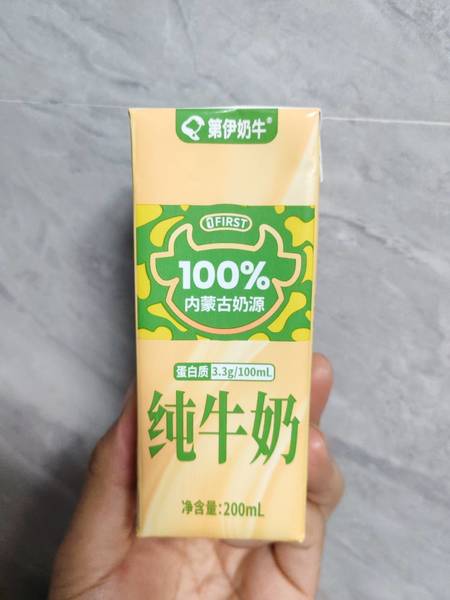 第伊奶牛®
1FIRST
100%
内蒙古奶源
蛋白质 3.3g/100mL
纯牛奶
净含量:200mL